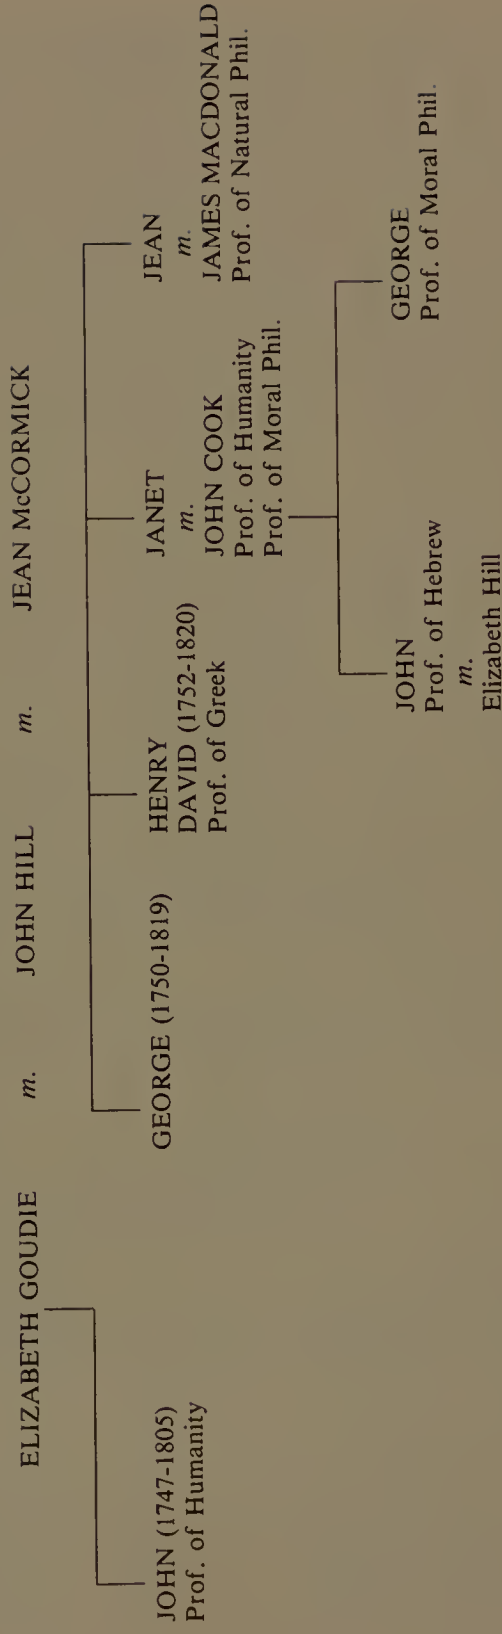 ELIZABETH GOUDIE m. JOHN HILL m. JEAN McCORMICK
JOHN (1747-1805)
Prof. of Humanity
GEORGE (1750-1819)
HENRY
DAVID (1752-1820)
Prof. of Greek
JANET
m.
JOHN COOK
Prof. of Humanity
Prof. of Moral Phil.
JEAN
m.
JAMES MACDONALD
Prof. of Natural Phil.
JOHN
Prof. of Hebrew
m.
Elizabeth Hill
GEORGE
Prof. of Moral Phil.